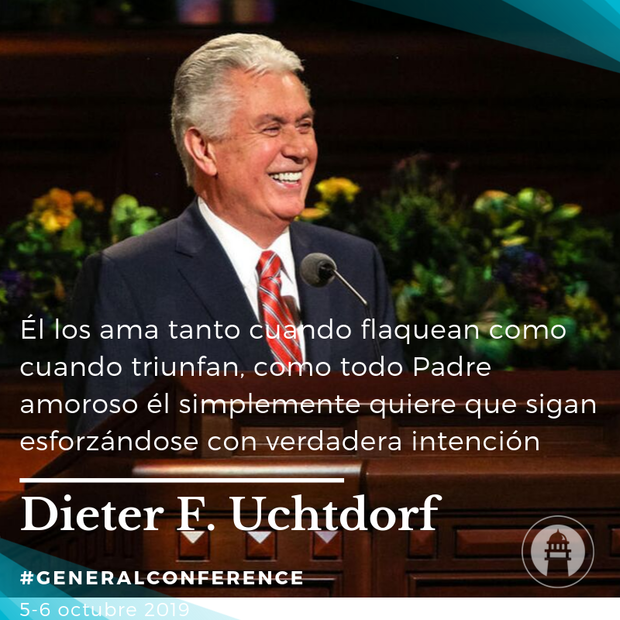 Él los ama tanto cuando flaquean como
cuando triunfan, como todo Padre
amoroso él simplemente quiere que sigan
esforzándose con verdadera intención
Dieter F. Uchtdorf
#GENERALCONFERENCE
5-6 octubre 2019